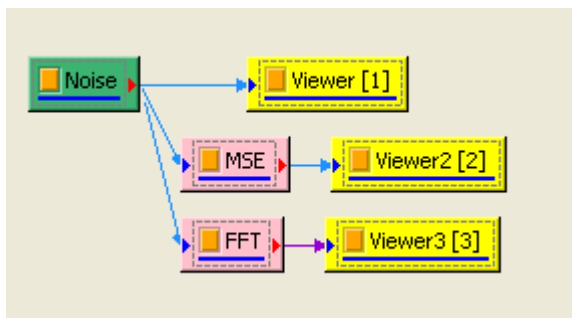 Noise
Viewer [1]
MSE
Viewer2 [2]
FFT
Viewer3 [3]